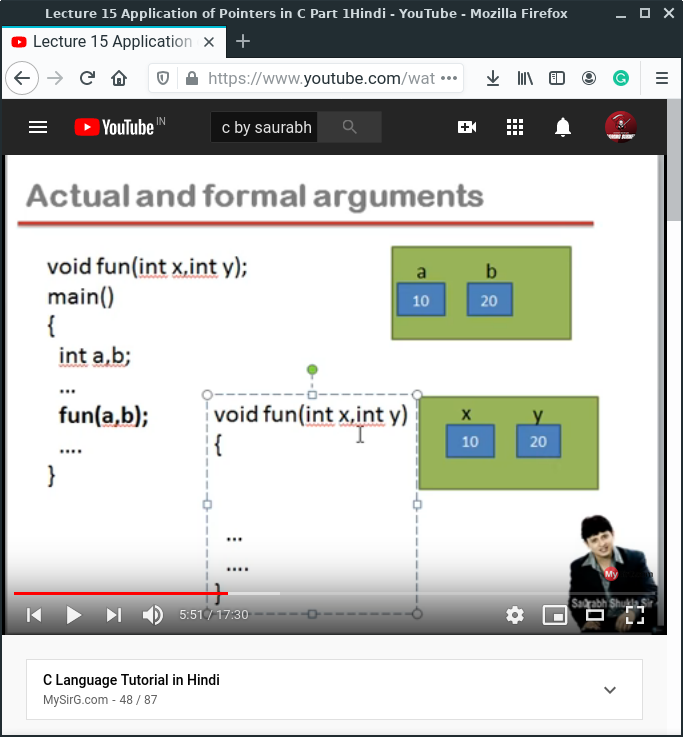 Lecture 15 Application of Pointers in C Part 1Hindi - YouTube - Mozilla Firefox
Lecture 15 Application
https://www.youtube.com/wat
YouTube IN
c by saurabh
Actual and formal arguments
void fun(int x,int y);
main()
{
int a,b;
...
fun(a,b);
....
}
a b
10 20
void fun(int x,int y)
{
...
....
}
x y
10 20
My
Saurabh Shukla Sir
5:51 / 17:30
C Language Tutorial in Hindi
MySirG.com - 48 / 87